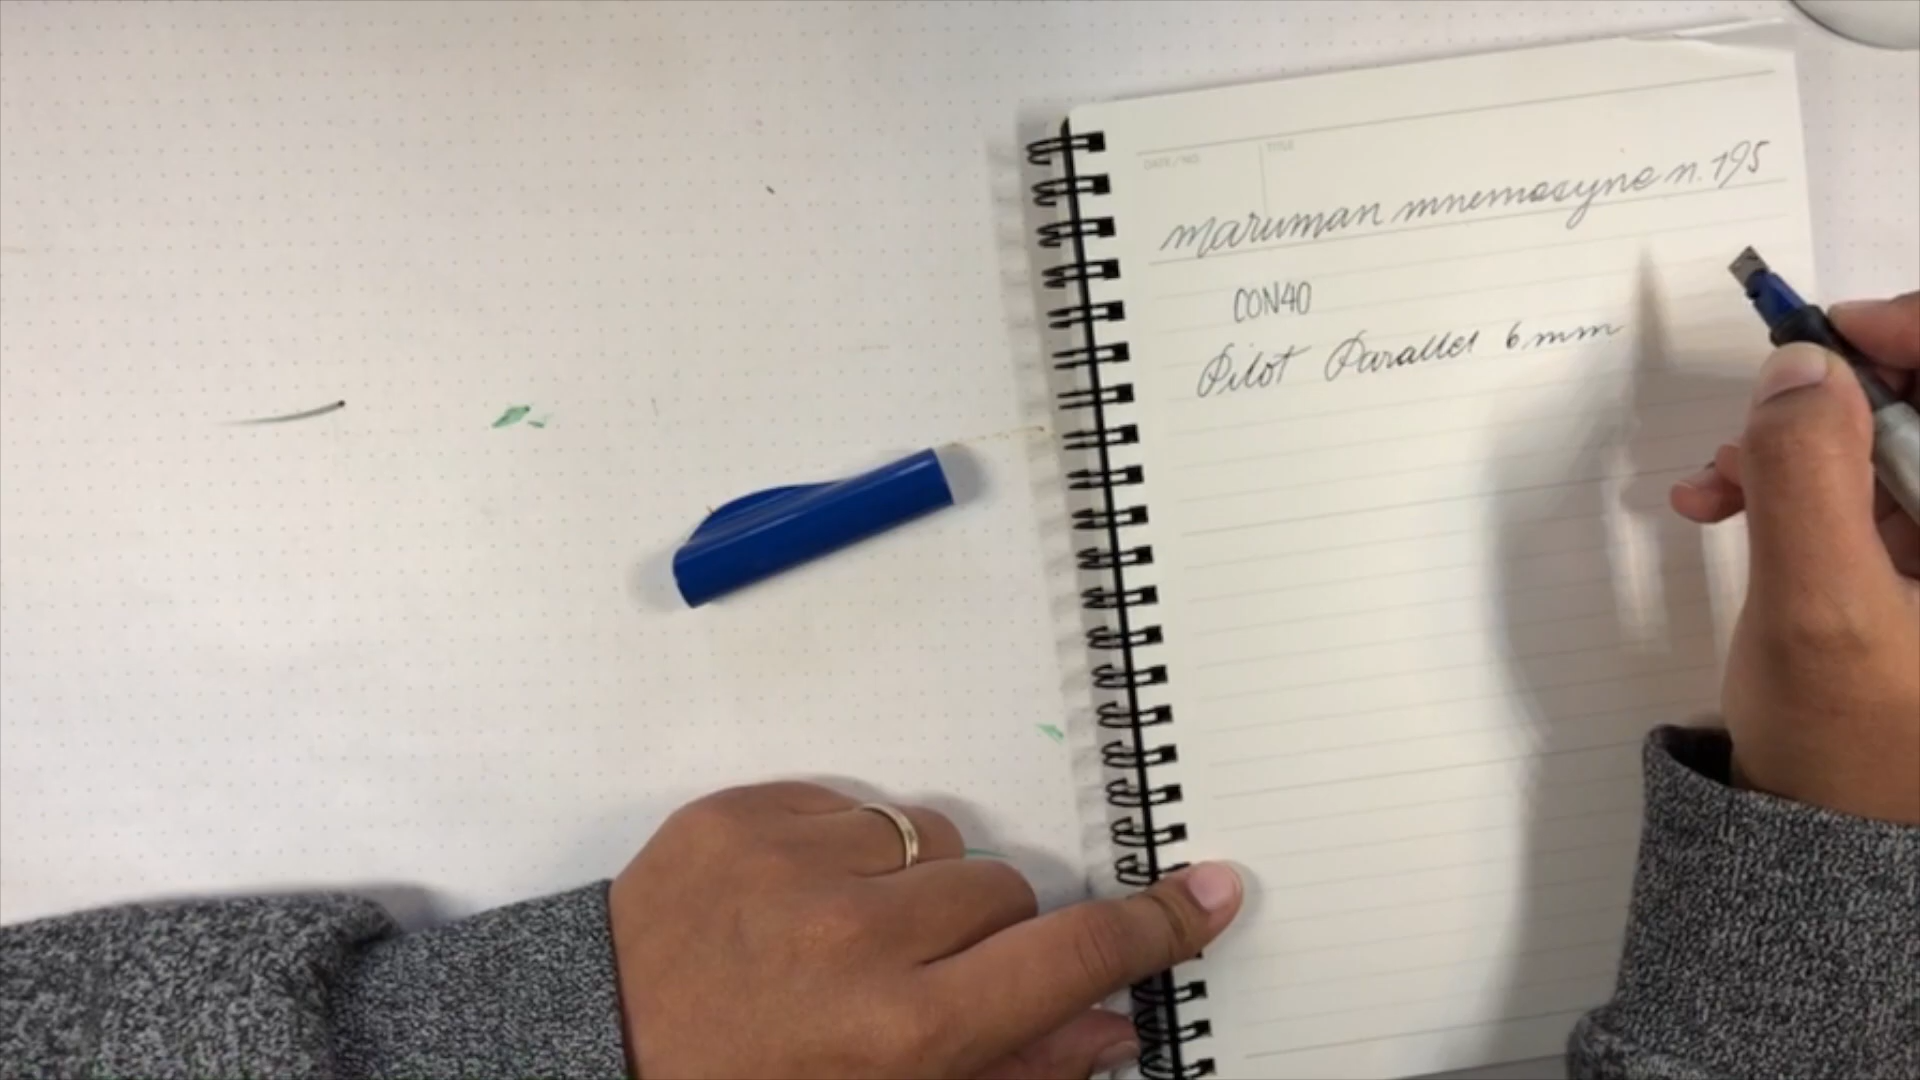 DATE / NO. TITLE
maruman mnemosyne n.195
CON40
Pilot Parallel 6mm